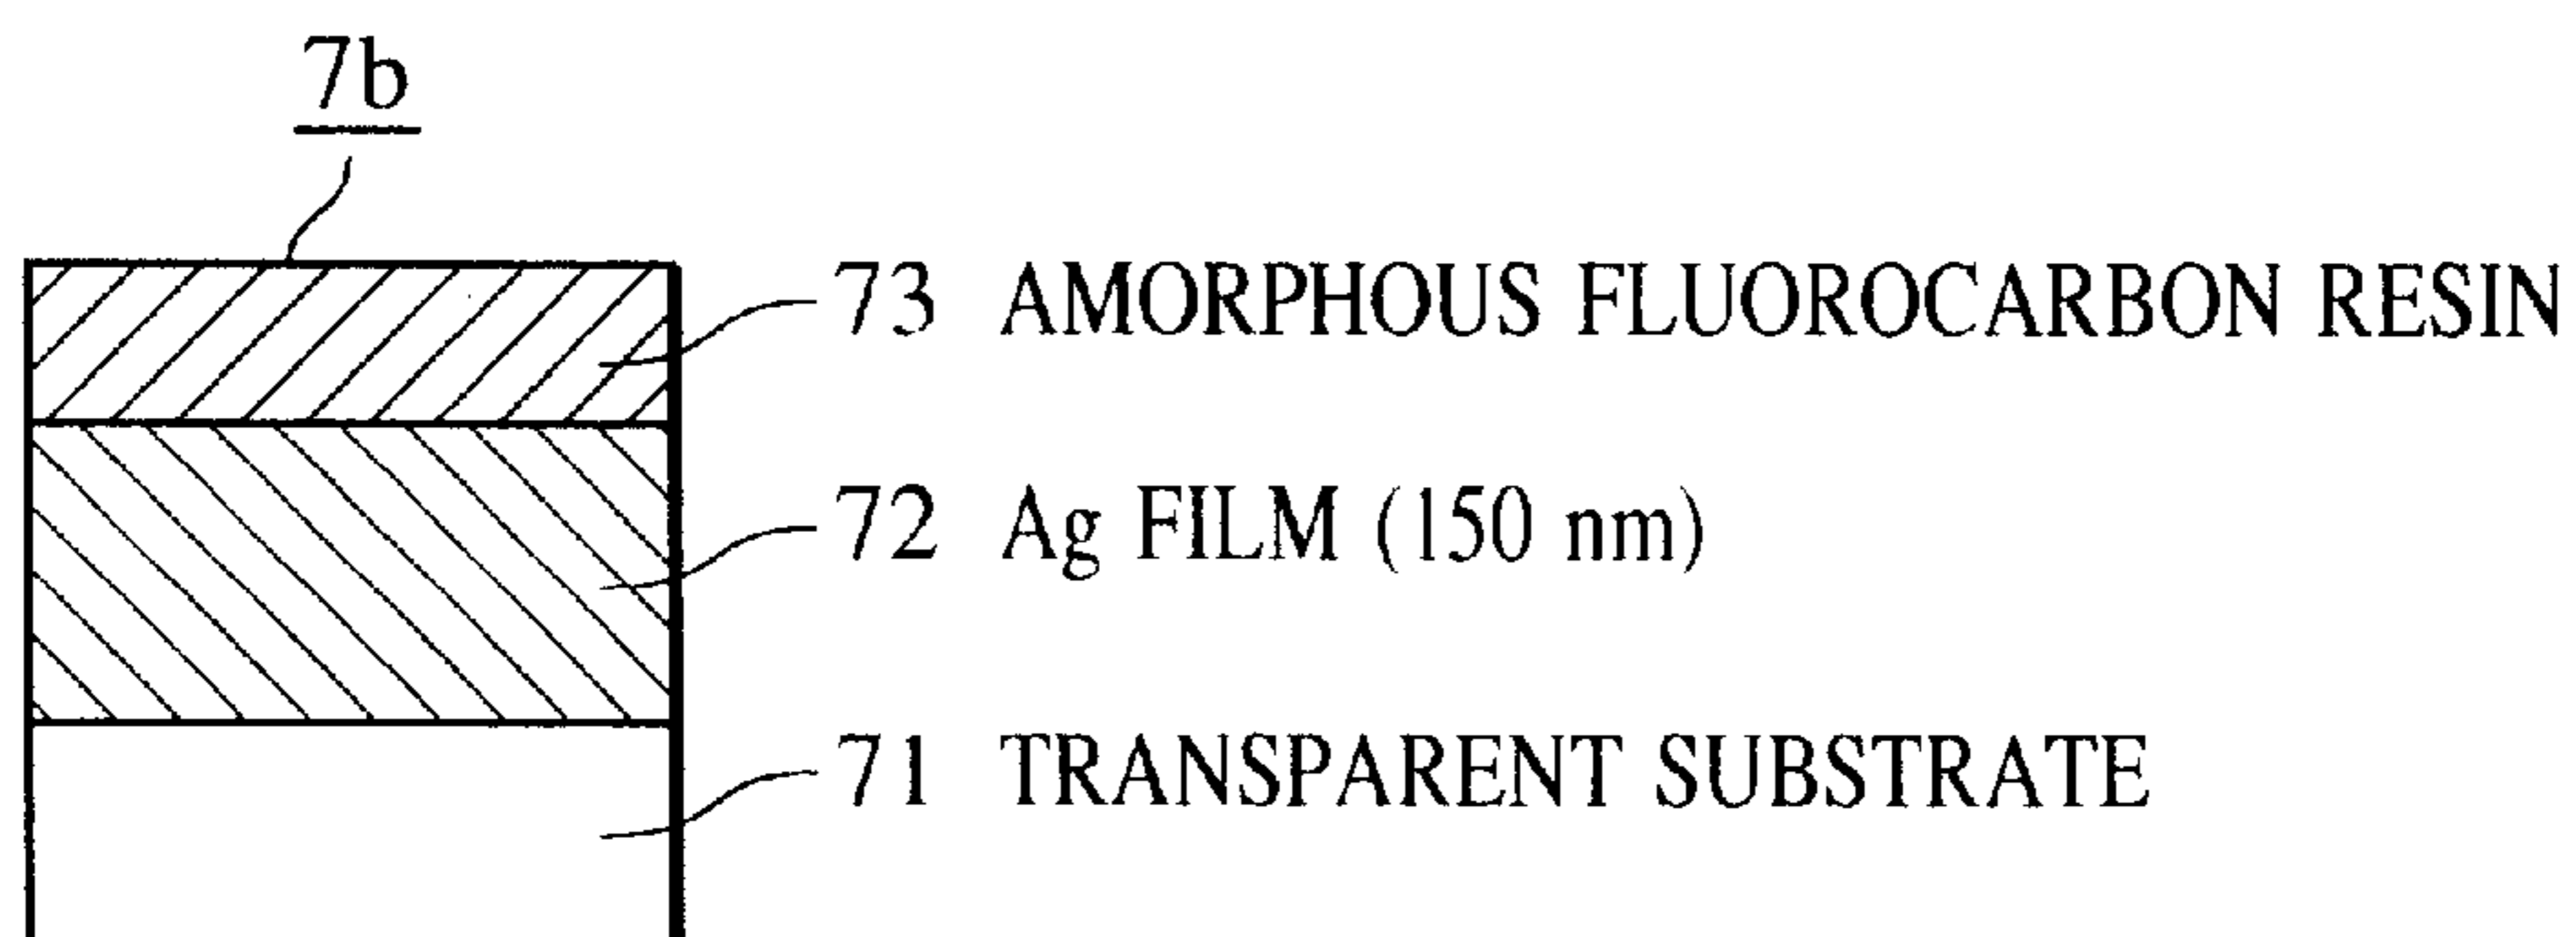 7b
73 AMORPHOUS FLUOROCARBON RESIN
72 Ag FILM (150 nm)
71 TRANSPARENT SUBSTRATE